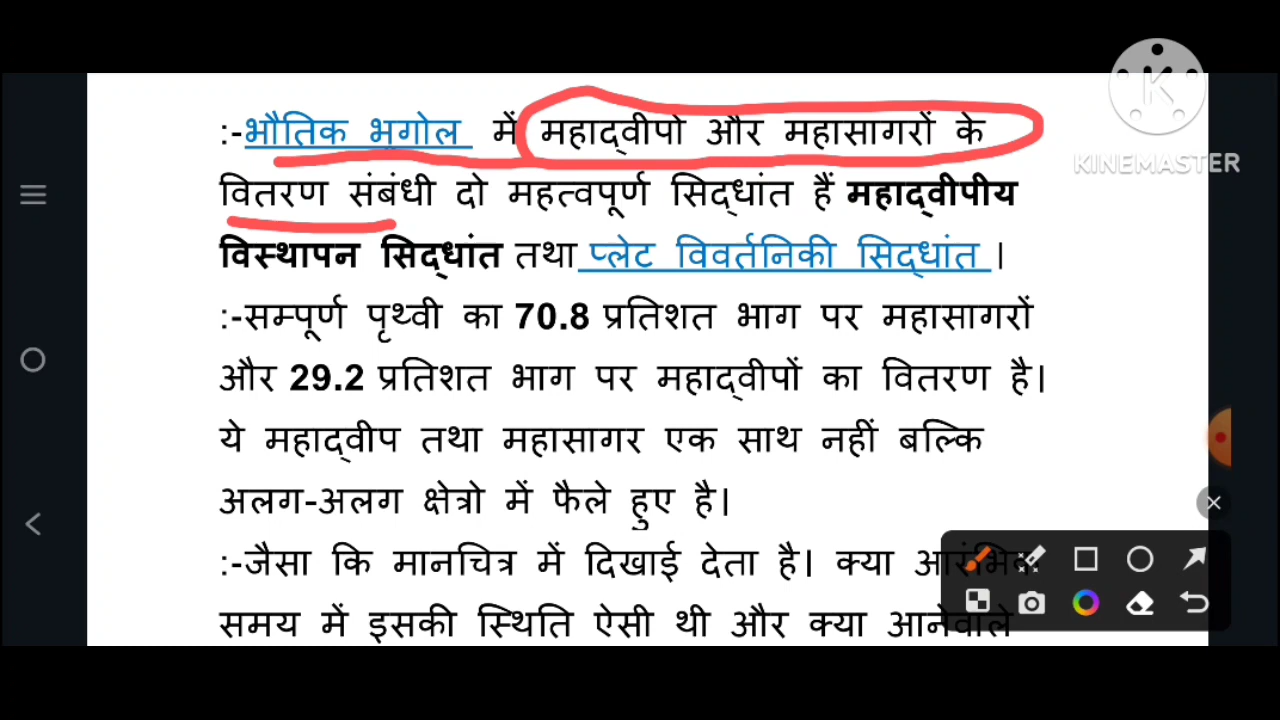 :-भौतिक भूगोल में महाद्वीपो और महासागरों के
वितरण संबंधी दो महत्वपूर्ण सिद्धांत हैं महाद्वीपीय
विस्थापन सिद्धांत तथा प्लेट विवर्तनिकी सिद्धांत ।
:-सम्पूर्ण पृथ्वी का 70.8 प्रतिशत भाग पर महासागरों
और 29.2 प्रतिशत भाग पर महाद्वीपों का वितरण है।
ये महाद्वीप तथा महासागर एक साथ नहीं बल्कि
अलग-अलग क्षेत्रो में फैले हुए है।
:-जैसा कि मानचित्र में दिखाई देता है। क्या आरंभिक
समय में इसकी स्थिति ऐसी थी और क्या आनेवाले
KINEMASTER